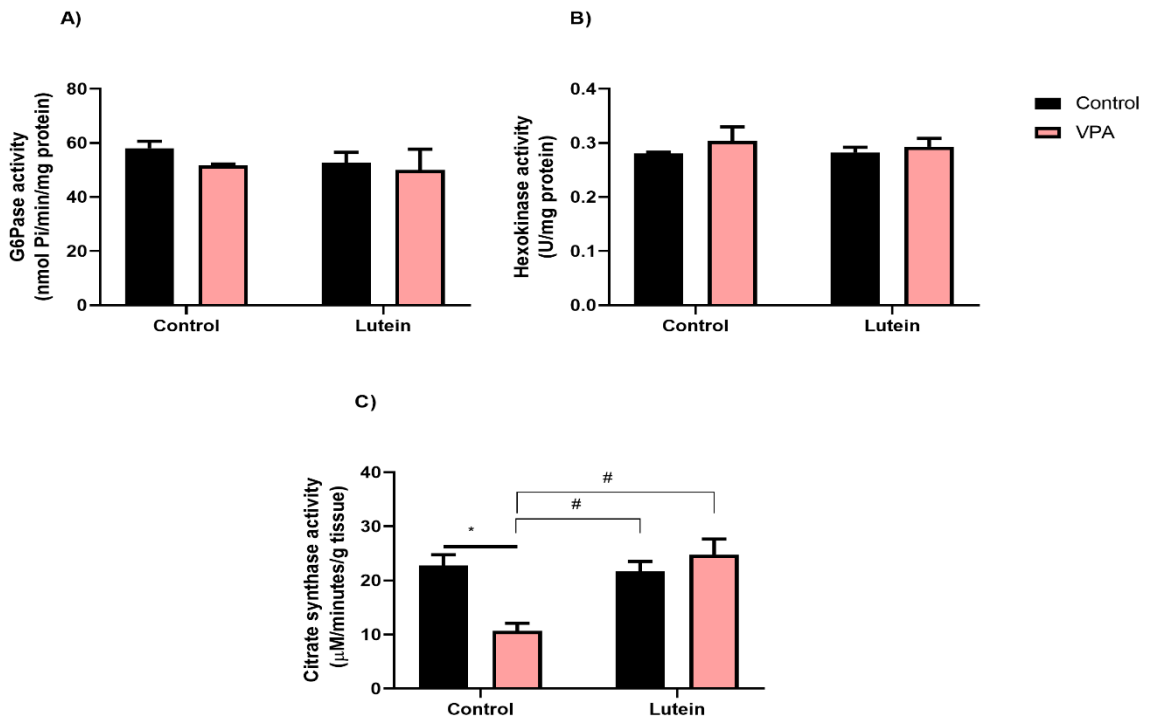 A)
G6Pase activity
(nmol Pi/min/mg protein)
80
60
40
20
0
Control
Lutein
B)
Hexokinase activity
(U/mg protein)
0.4
0.3
0.2
0.1
0.0
Control
Lutein
Control
VPA
C)
Citrate synthase activity
(μM/minutes/g tissue)
40
30
20
10
0
*
#
#
Control
Lutein